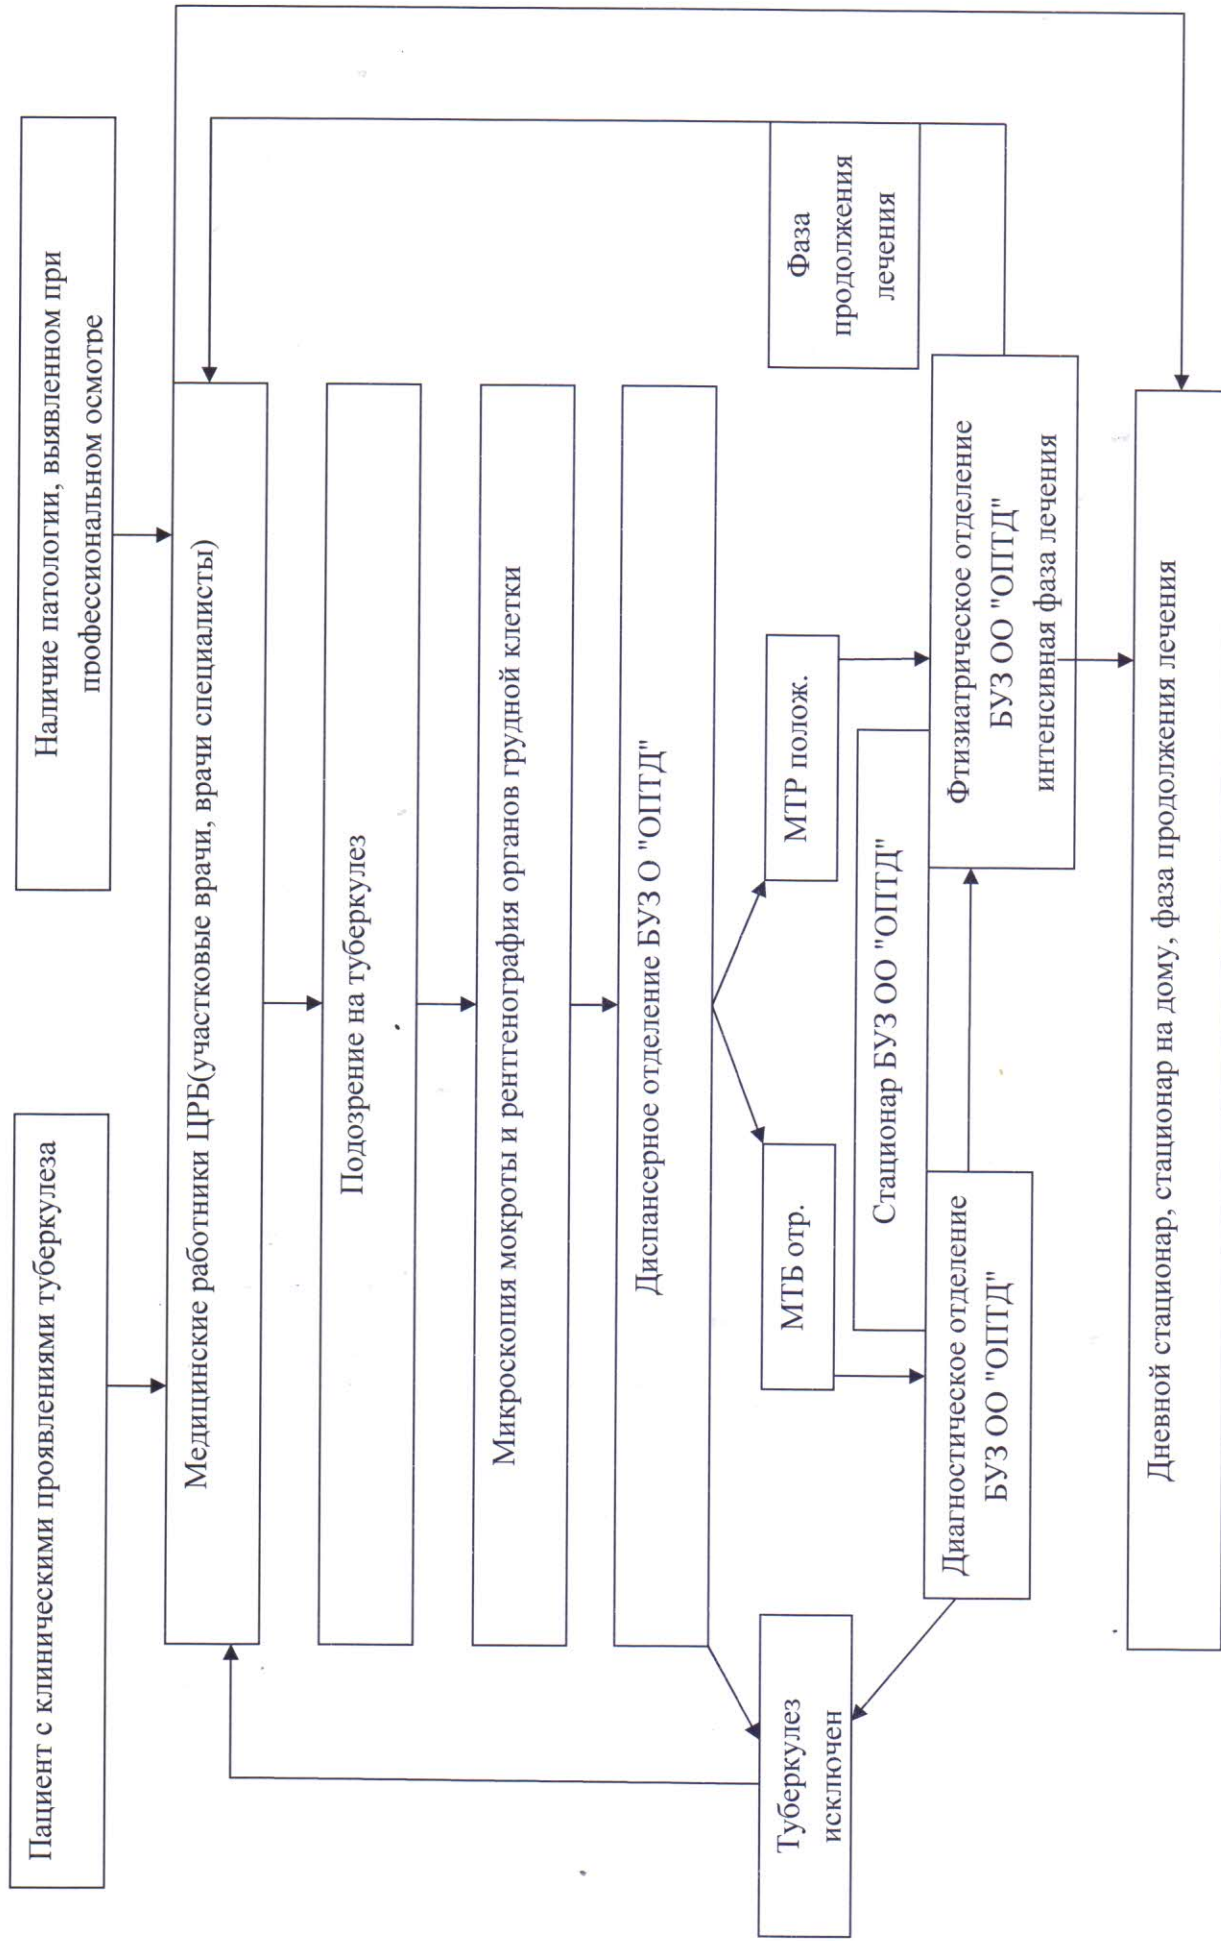 Пациент с клиническими проявлениями туберкулеза
Наличие патологии, выявленном при
профессиональном осмотре
Медицинские работники ЦРБ(участковые врачи, врачи специалисты)
Подозрение на туберкулез
Микроскопия мокроты и рентгенография органов грудной клетки
Диспансерное отделение БУЗ О "ОПТД"
Туберкулез
исключен
МТБ отр.
МТР полож.
Фаза
продолжения
лечения
Стационар БУЗ ОО "ОПТД"
Диагностическое отделение
БУЗ ОО "ОПТД"
Фтизиатрическое отделение
БУЗ ОО "ОПТД"
интенсивная фаза лечения
Дневной стационар, стационар на дому, фаза продолжения лечения